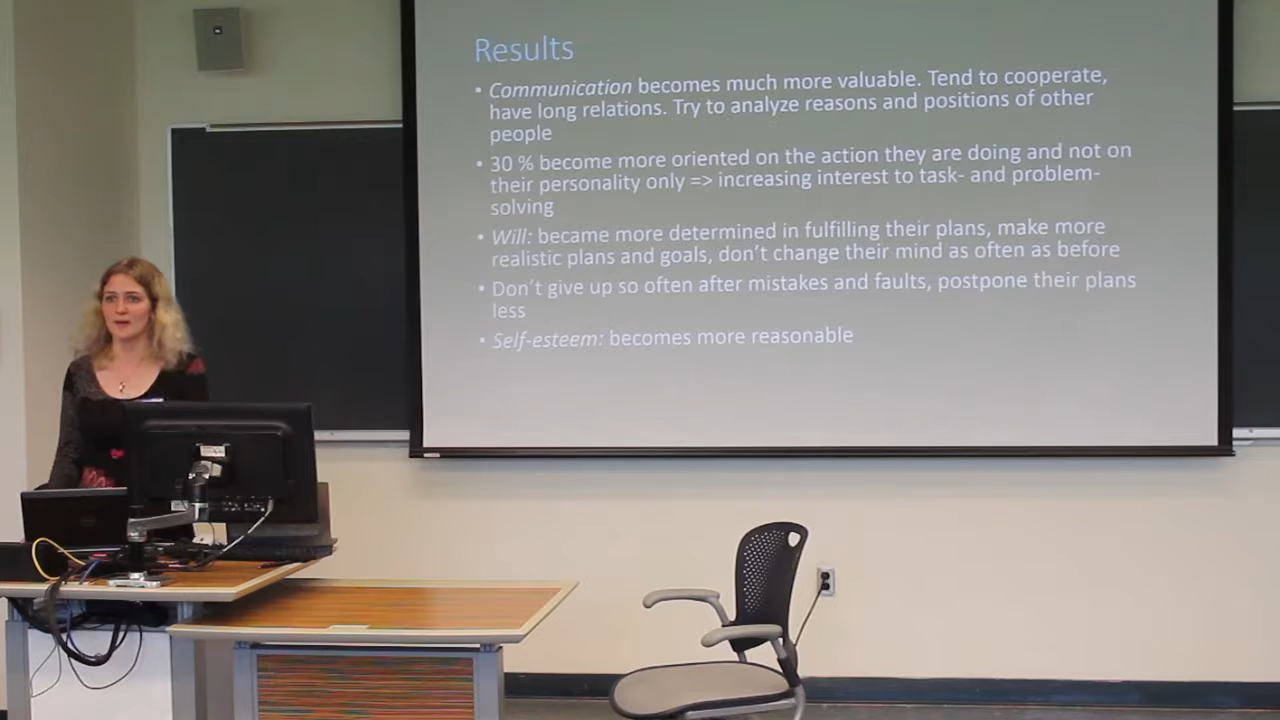 Results
• Communication becomes much more valuable. Tend to cooperate,
have long relations. Try to analyze reasons and positions of other
people
• 30 % become more oriented on the action they are doing and not on
their personality only => increasing interest to task- and problem-
solving
• Will: became more determined in fulfilling their plans, make more
realistic plans and goals, don't change their mind as often as before
• Don't give up so often after mistakes and faults, postpone their plans
less
• Self-esteem: becomes more reasonable